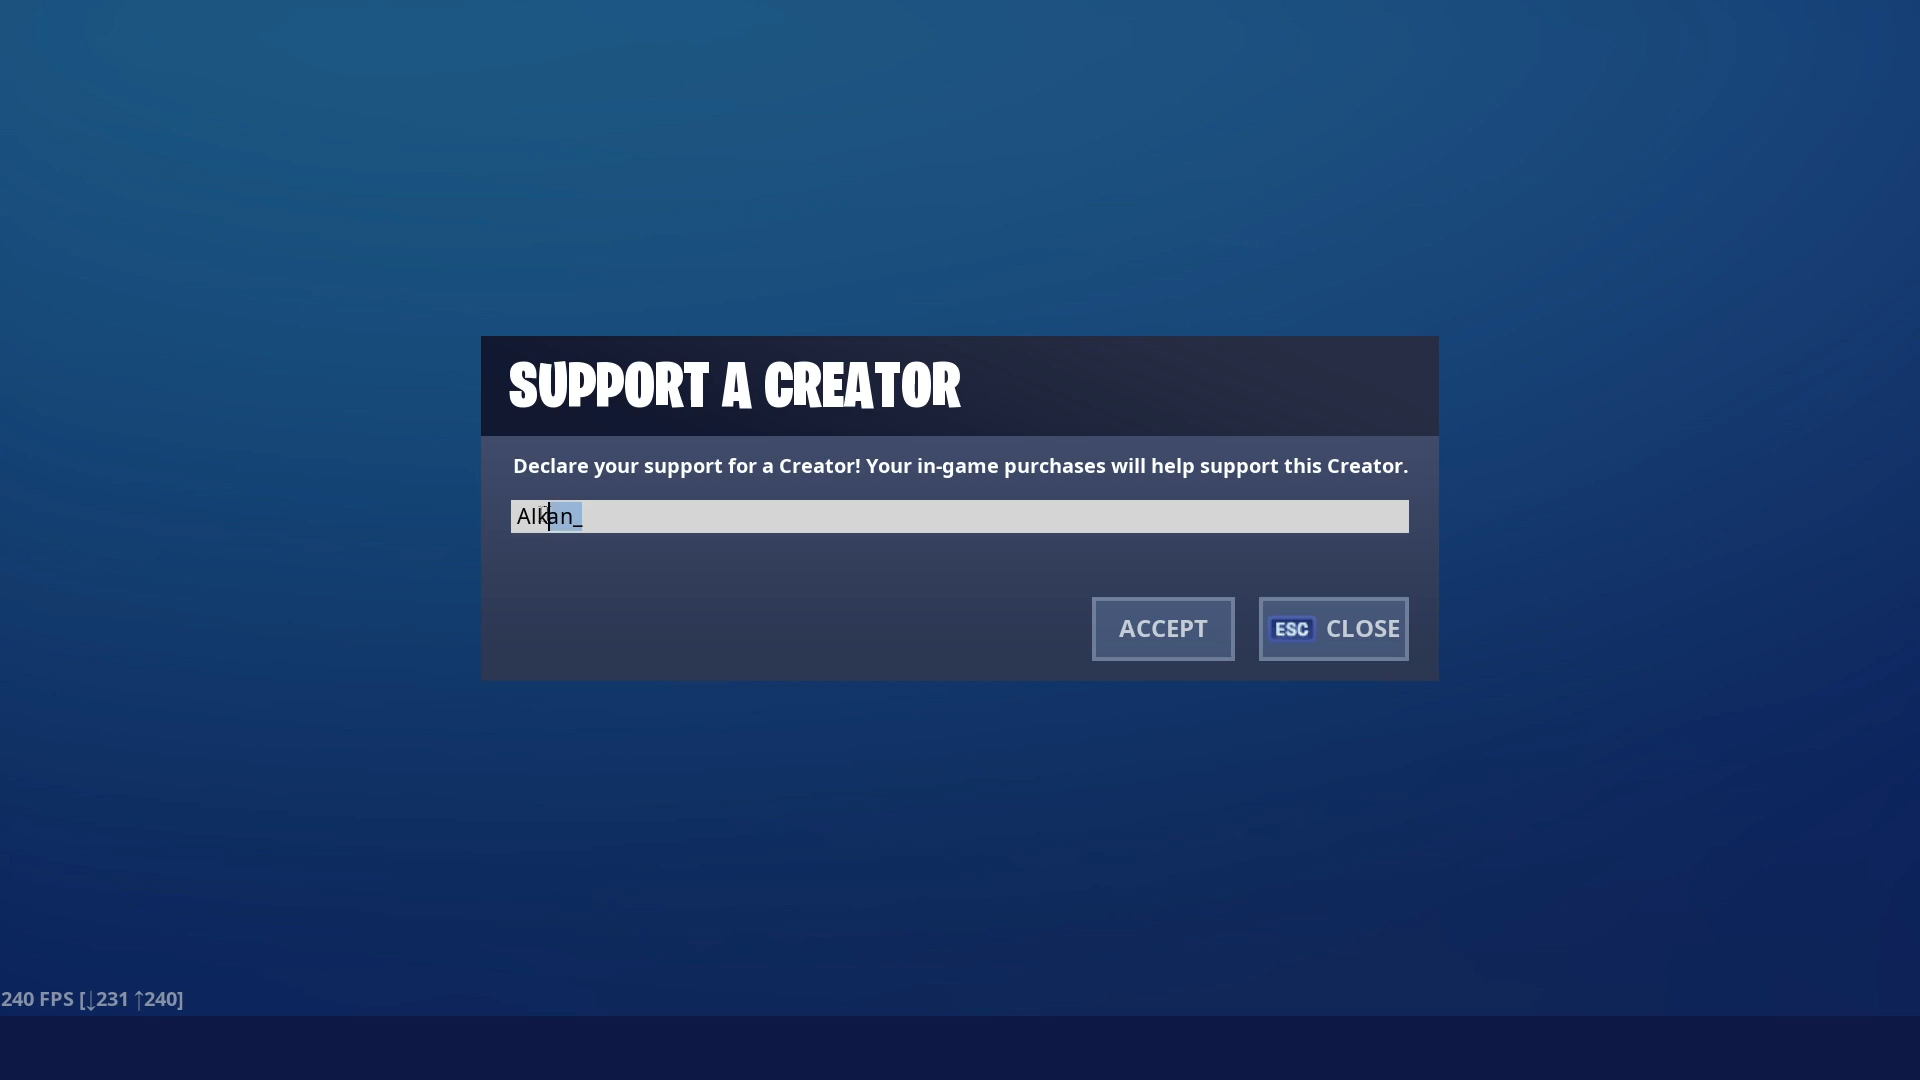 SUPPORT A CREATOR
Declare your support for a Creator! Your in-game purchases will help support this Creator.
Alkan_
ACCEPT
ESC CLOSE
240 FPS [↓231 ↑240]